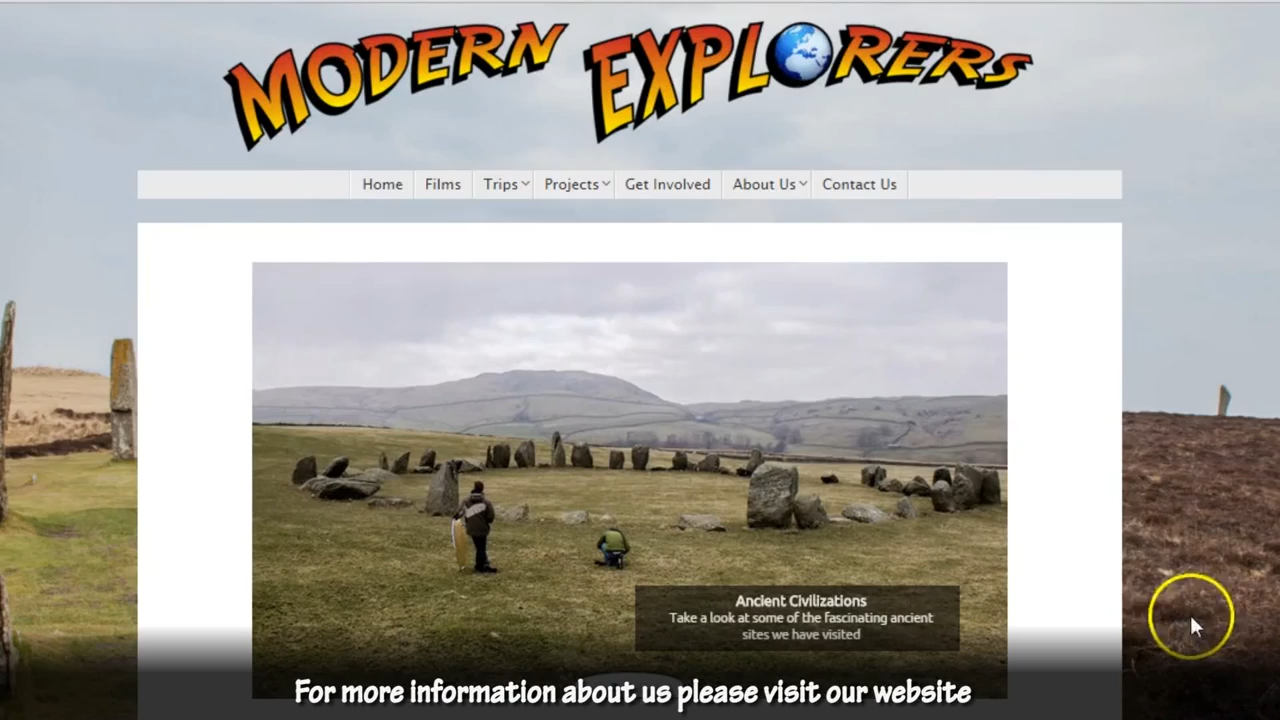 MODERN EXPLORERS
Home Films Trips Projects Get Involved About Us Contact Us
Ancient Civilizations
Take a look at some of the fascinating ancient
sites we have visited
For more information about us please visit our website